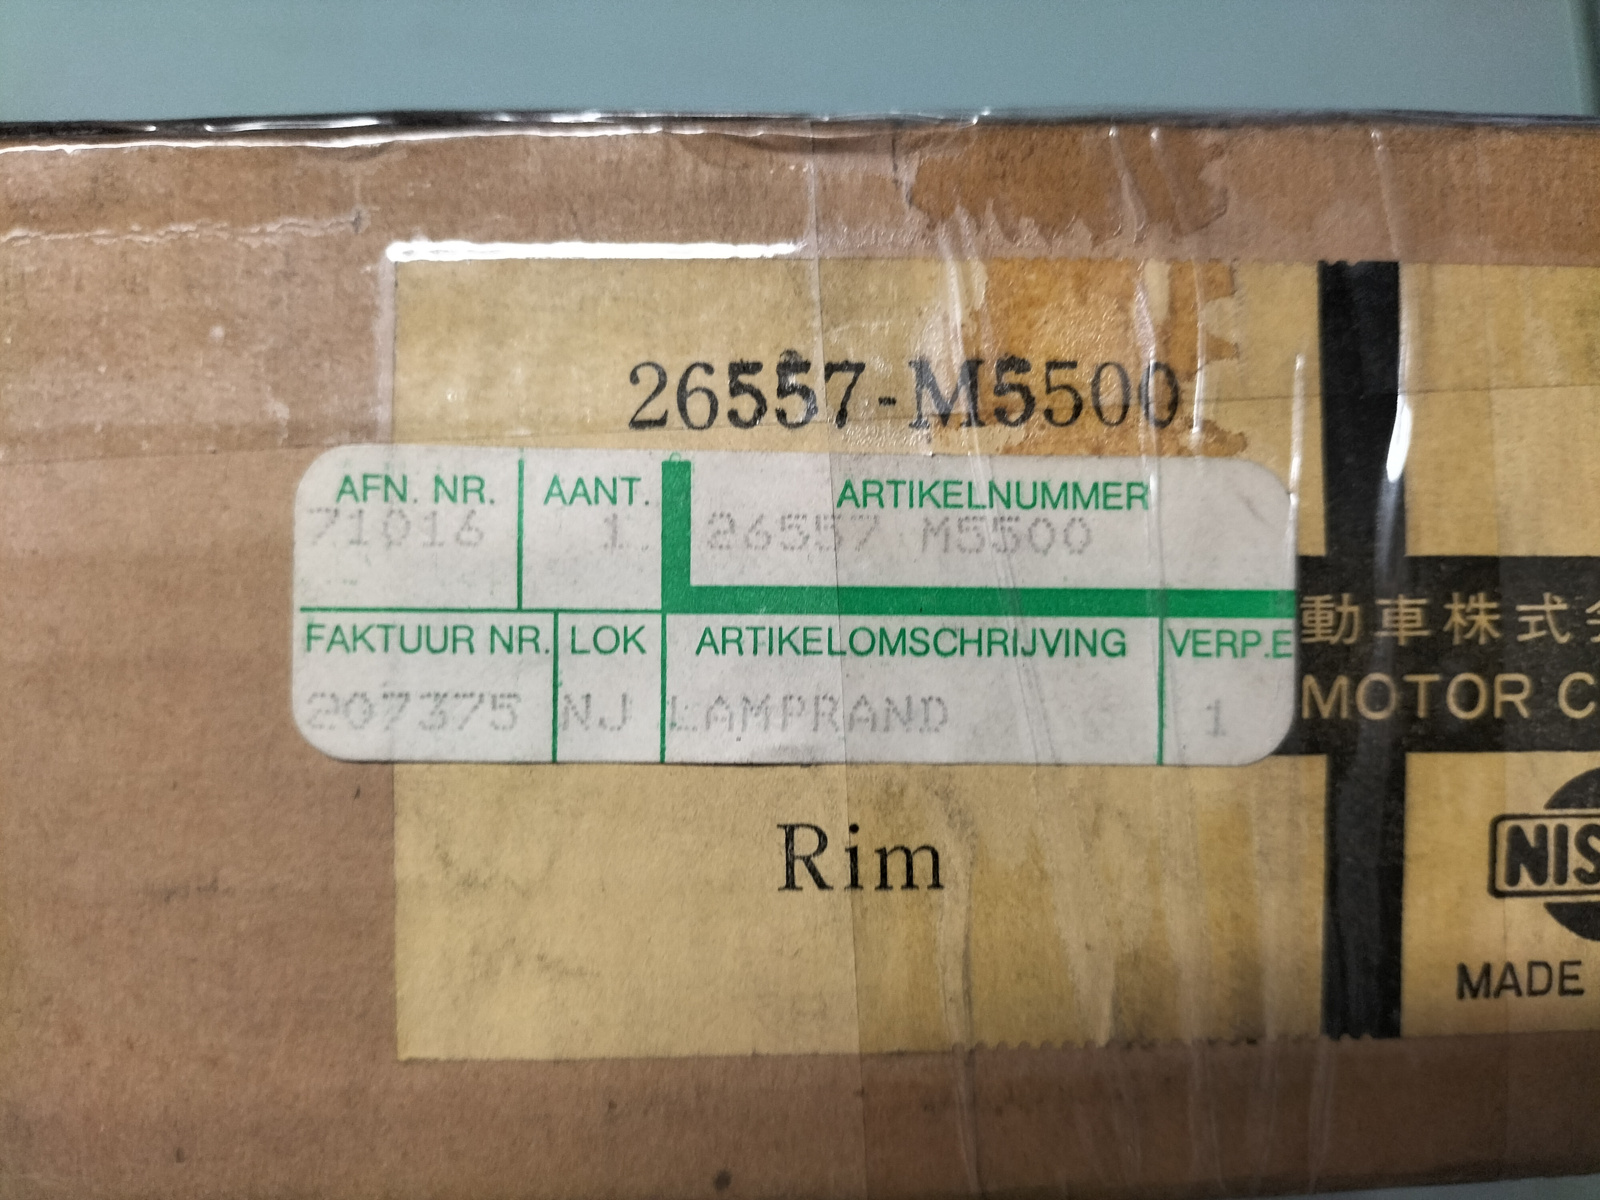 26557-M5500
AFN. NR. AANT. ARTIKELNUMMER
71016 1. 26557 M5500
FAKTUUR NR. LOK ARTIKELOMSCHRIJVING VERP.E
207375 NJ LAMPRAND 1
動車株式
MOTOR C
Rim
NIS
MADE